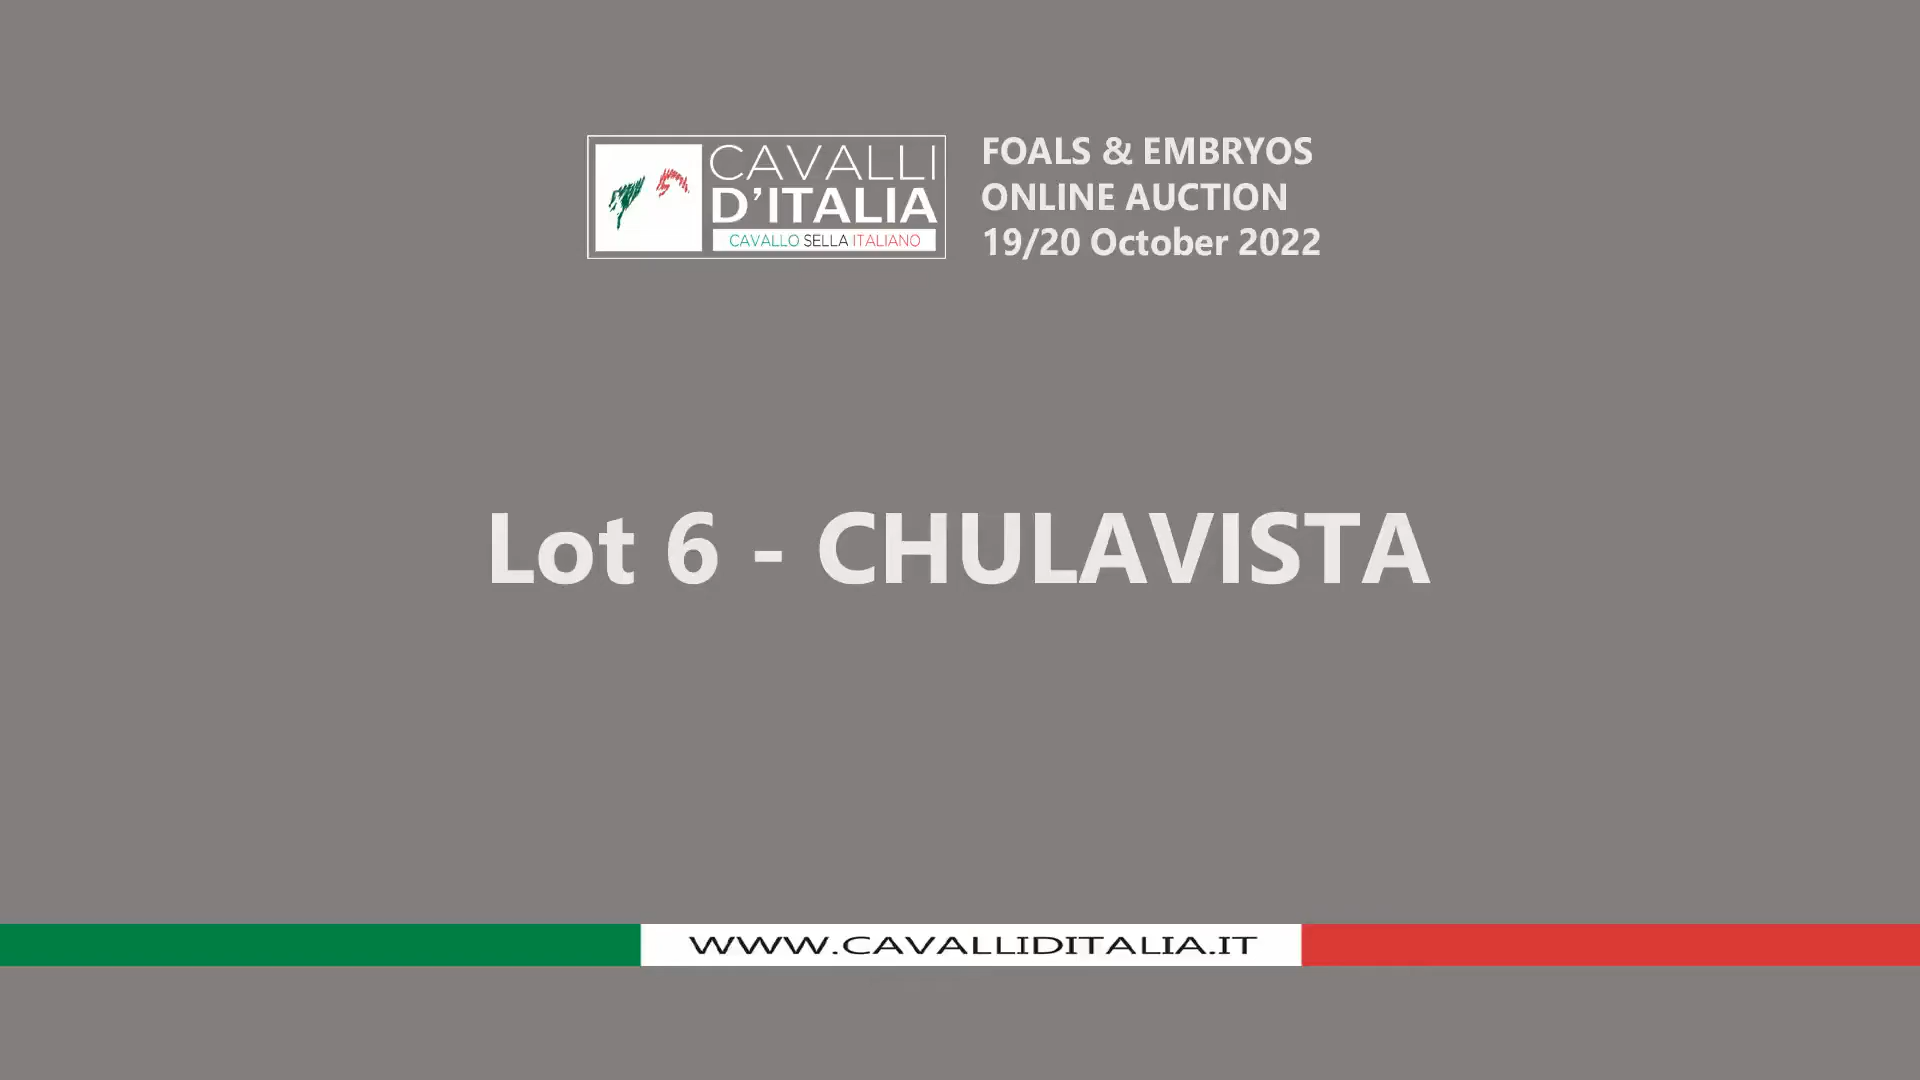 CAVALLI
D'ITALIA
CAVALLO SELLA ITALIANO
FOALS & EMBRYOS
ONLINE AUCTION
19/20 October 2022
Lot 6 - CHULAVISTA
WWW.CAVALLIDITALIA.IT